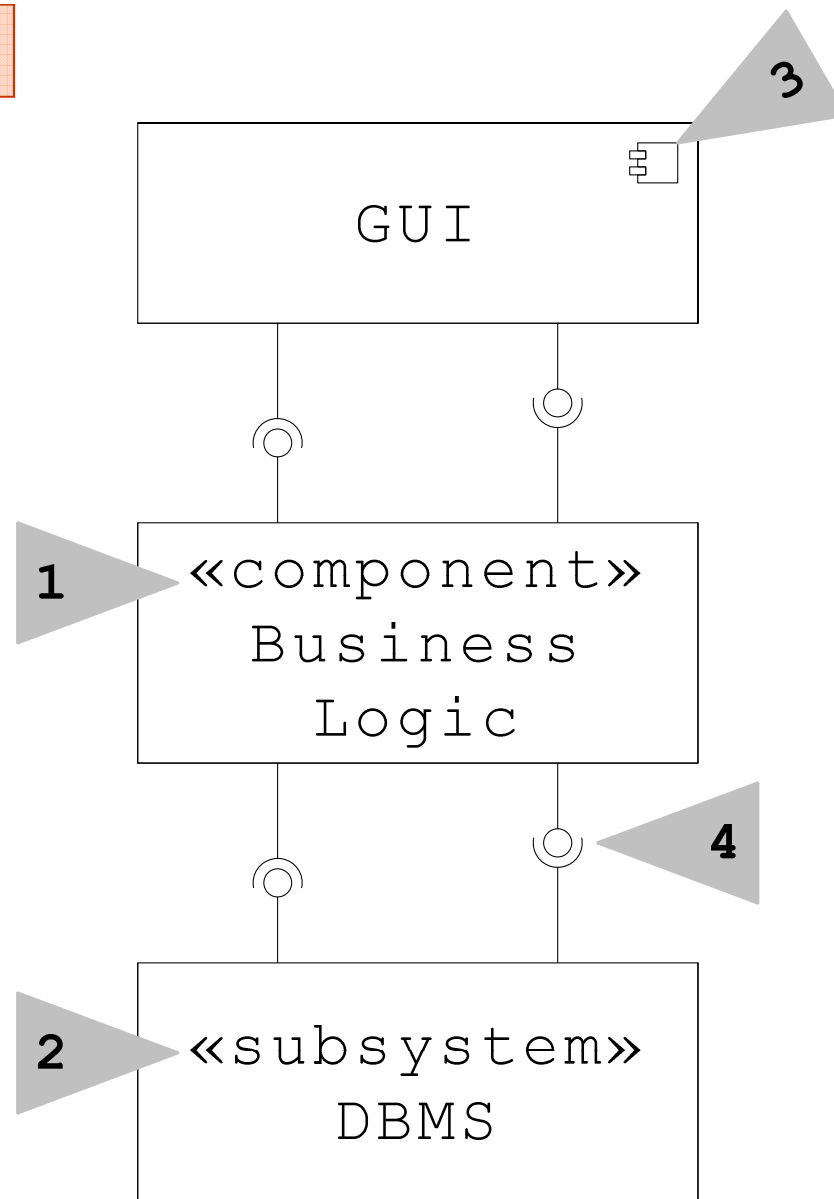 3
GUI
1
«component»
Business
Logic
4
2
«subsystem»
DBMS